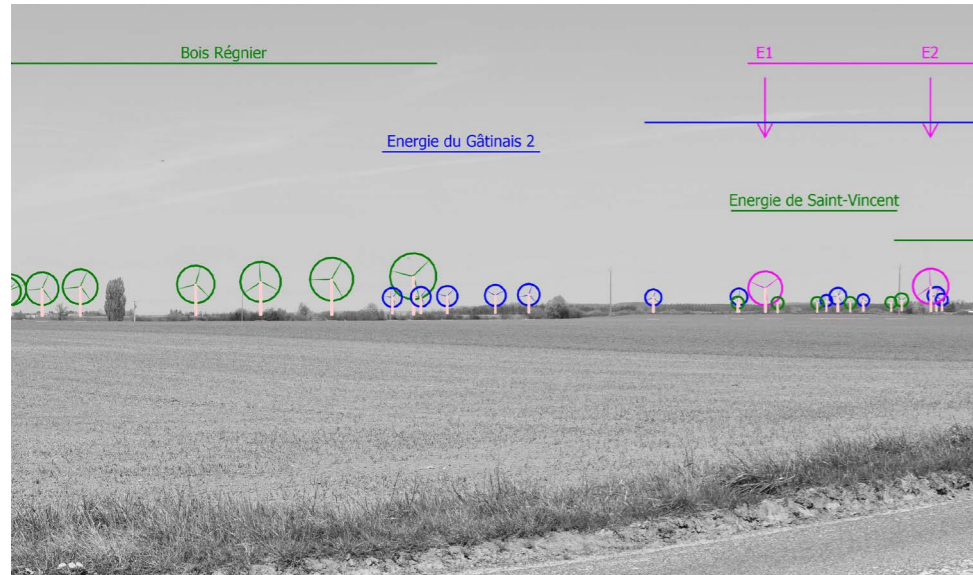 Bois Régnier
E1
E2
Energie du Gâtinais 2
Energie de Saint-Vincent